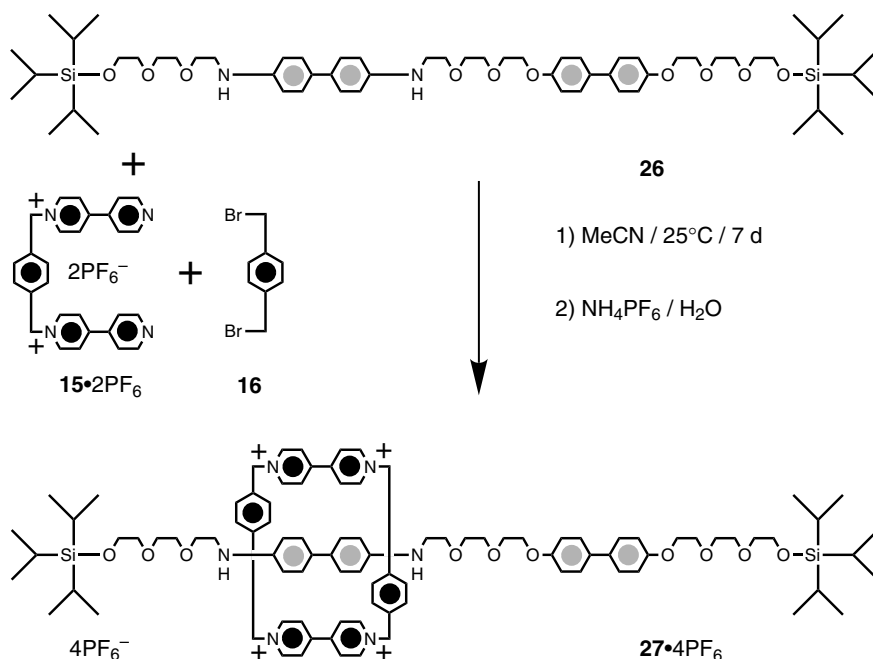 Si O O O N H N H O O O O O O O Si
26
+
+ N N
2PF₆⁻
+ N N
15•2PF₆
+
Br
Br
16
1) MeCN / 25°C / 7 d
2) NH₄PF₆ / H₂O
+ N N +
Si O O O N H N H O O O O O O O Si
+ N N +
4PF₆⁻
27•4PF₆